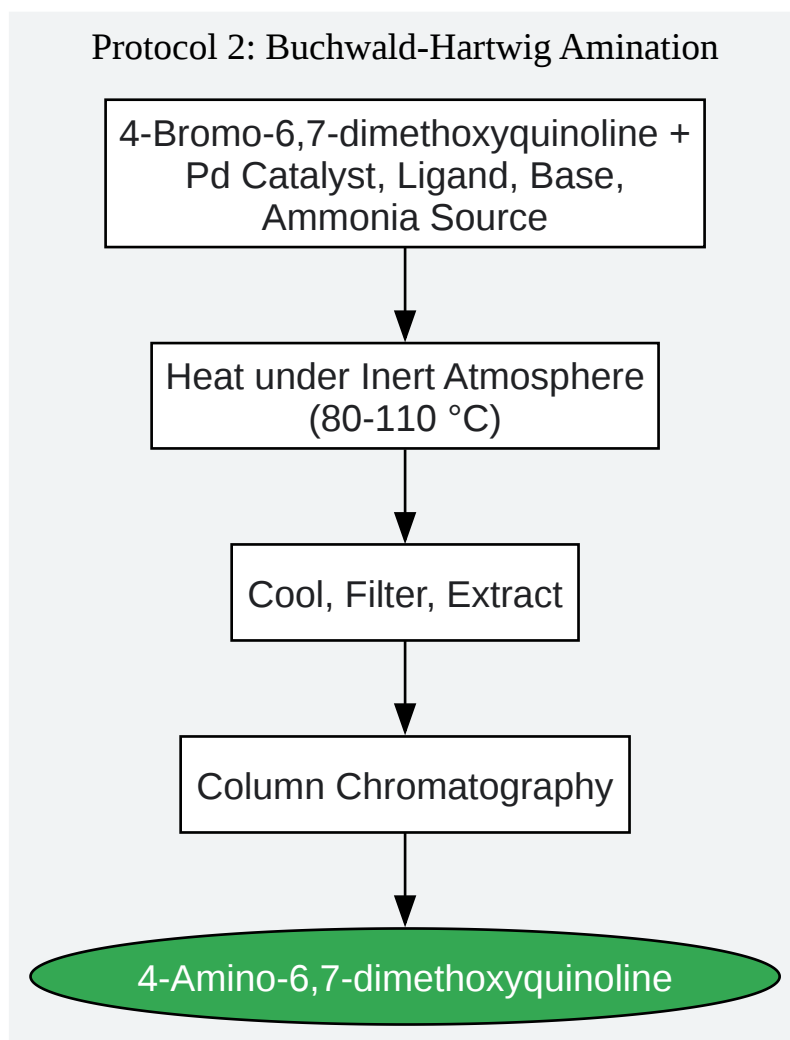 Protocol 2: Buchwald-Hartwig Amination
4-Bromo-6,7-dimethoxyquinoline +
Pd Catalyst, Ligand, Base,
Ammonia Source
Heat under Inert Atmosphere
(80-110 °C)
Cool, Filter, Extract
Column Chromatography
4-Amino-6,7-dimethoxyquinoline